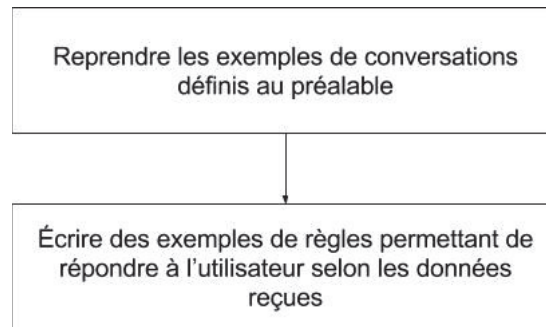 Reprendre les exemples de conversations
définis au préalable
Écrire des exemples de règles permettant de
répondre à l'utilisateur selon les données
reçues